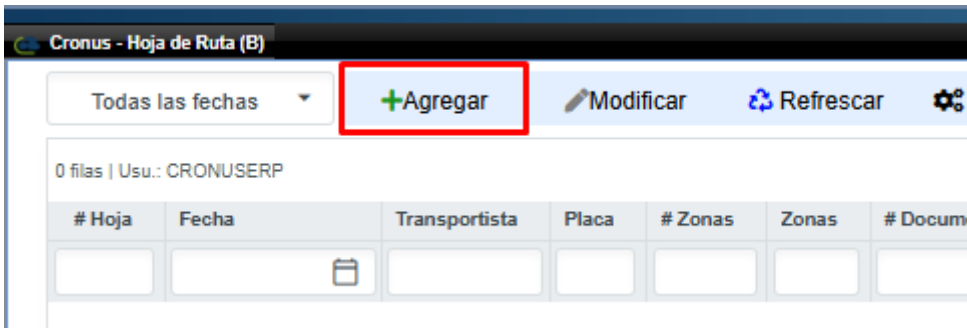 Cronus - Hoja de Ruta (B)
Todas las fechas +Agregar Modificar Refrescar
0 filas | Usu.: CRONUSERP
# Hoja Fecha Transportista Placa # Zonas Zonas # Docum